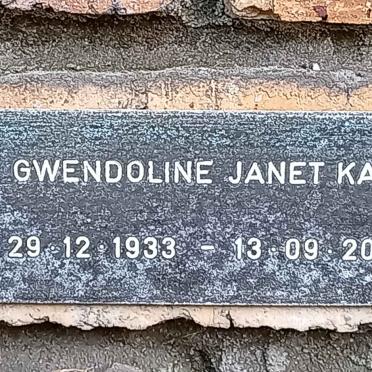 GWENDOLINE JANET KA
29·12·1933 - 13·09·20